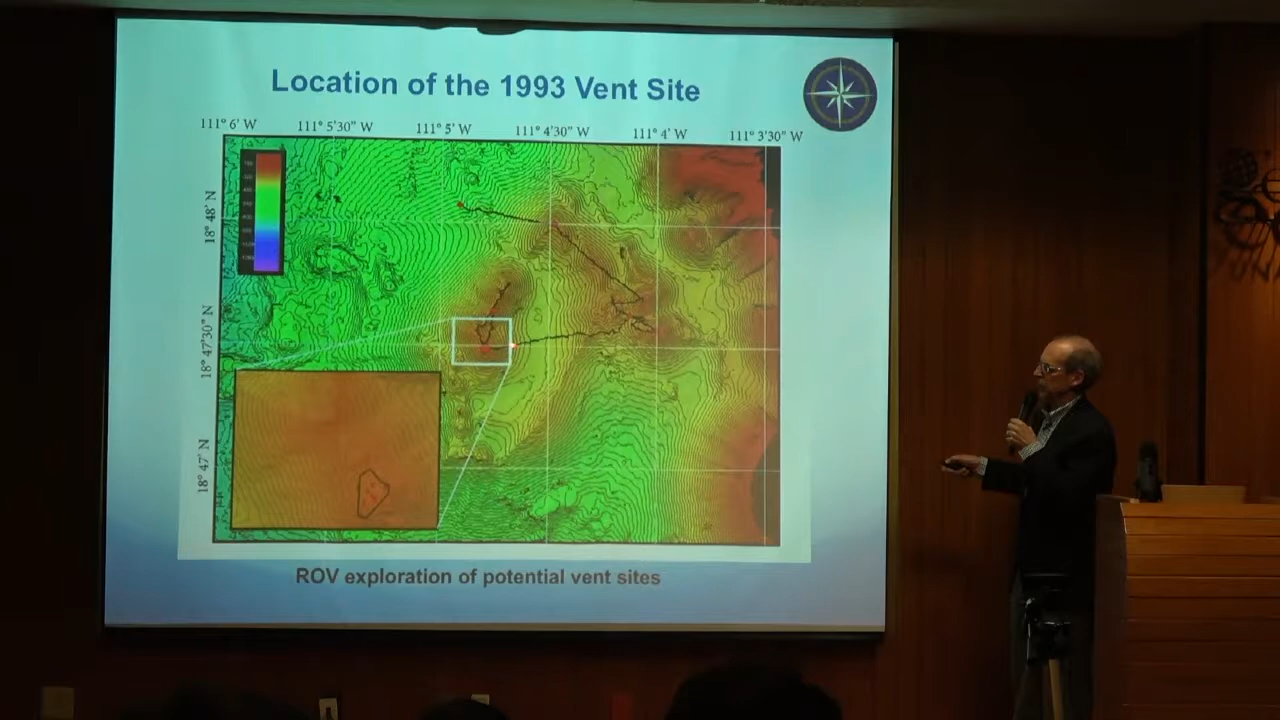 Location of the 1993 Vent Site
111° 6' W 111° 5'30" W 111° 5' W 111° 4'30" W 111° 4' W 111° 3'30" W
18° 48' N
18° 47'30" N
18° 47' N
ROV exploration of potential vent sites